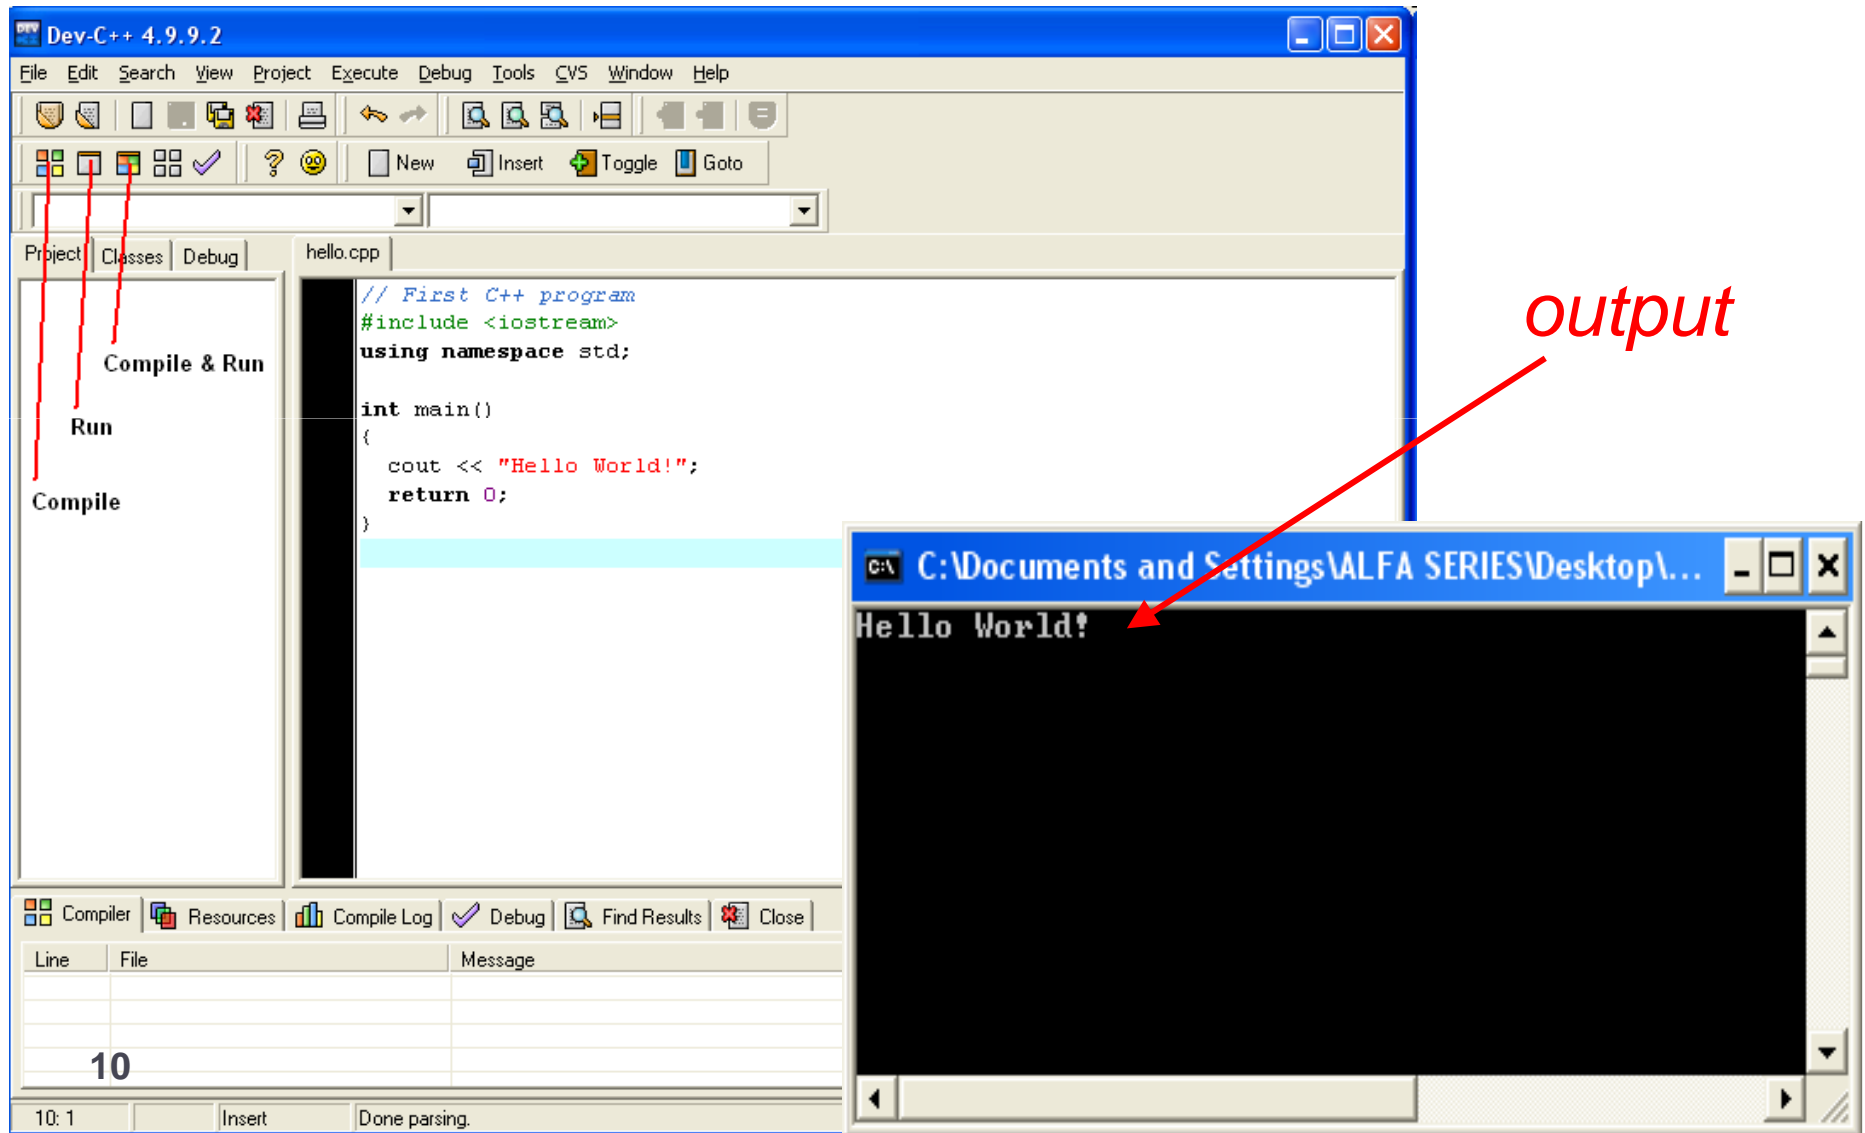 Dev-C++ 4.9.9.2
File Edit Search View Project Execute Debug Tools CVS Window Help
New Insert Toggle Goto
Project Classes Debug
hello.cpp
// First C++ program
#include <iostream>
using namespace std;
int main()
{
cout << "Hello World!";
return 0;
}
Compile & Run
Run
Compile
output
C:\Documents and Settings\ALFA SERIES\Desktop\...
Hello World!
Compiler Resources Compile Log Debug Find Results Close
Line File Message
10
10: 1 Insert Done parsing.